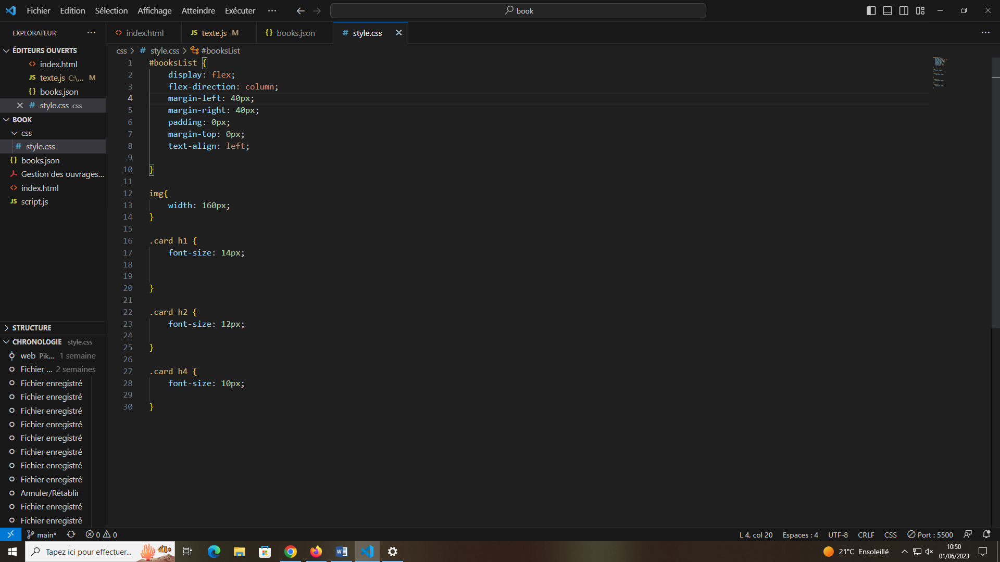 Fichier Edition Sélection Affichage Atteindre Exécuter ··· book
EXPLORATEUR ···
ÉDITEURS OUVERTS
index.html
texte.js C:\... M
books.json
style.css css
BOOK
css
style.css
books.json
Gestion des ouvrages...
index.html
script.js
STRUCTURE
CHRONOLOGIE style.css
web Pik... 1 semaine
Fichier ... 2 semaines
Fichier enregistré
Fichier enregistré
Fichier enregistré
Fichier enregistré
Fichier enregistré
Fichier enregistré
Fichier enregistré
Fichier enregistré
Annuler/Rétablir
Fichier enregistré
Fichier enregistré
index.html JS texte.js M {} books.json # style.css
css > # style.css > #booksList
1 #booksList {
2 display: flex;
3 flex-direction: column;
4 margin-left: 40px;
5 margin-right: 40px;
6 padding: 0px;
7 margin-top: 0px;
8 text-align: left;
9
10 }
11
12 img{
13 width: 160px;
14 }
15
16 .card h1 {
17 font-size: 14px;
18
19
20 }
21
22 .card h2 {
23 font-size: 12px;
24
25 }
26
27 .card h4 {
28 font-size: 10px;
29
30 }
main* 0 0 L 4, col 20 Espaces : 4 UTF-8 CRLF CSS Port : 5500
Tapez ici pour effectuer... 21°C Ensoleillé 10:50
01/06/2023